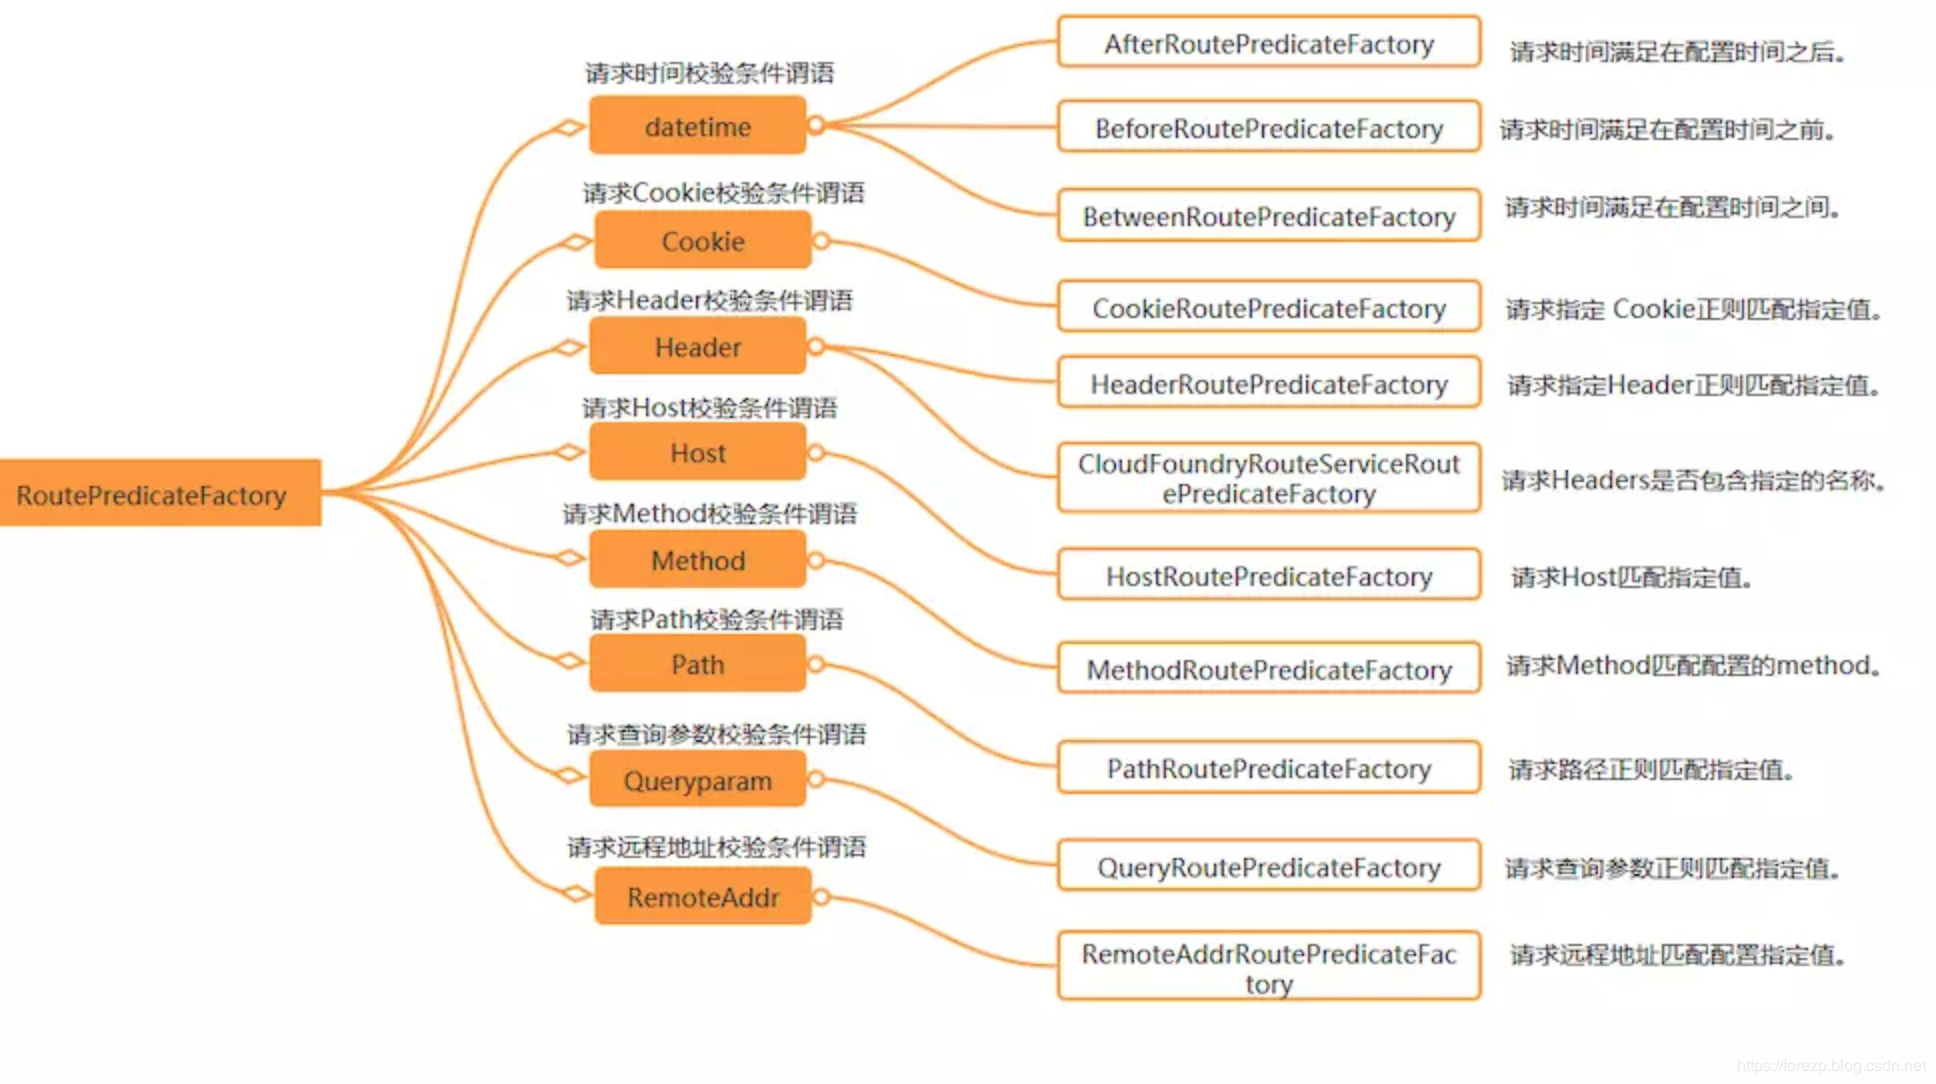 RoutePredicateFactory
请求时间校验条件谓语
datetime
AfterRoutePredicateFactory
请求时间满足在配置时间之后。
BeforeRoutePredicateFactory
请求时间满足在配置时间之前。
BetweenRoutePredicateFactory
请求时间满足在配置时间之间。
请求Cookie校验条件谓语
Cookie
CookieRoutePredicateFactory
请求指定 Cookie正则匹配指定值。
请求Header校验条件谓语
Header
HeaderRoutePredicateFactory
请求指定Header正则匹配指定值。
CloudFoundryRouteServiceRout
ePredicateFactory
请求Headers是否包含指定的名称。
请求Host校验条件谓语
Host
HostRoutePredicateFactory
请求Host匹配指定值。
请求Method校验条件谓语
Method
MethodRoutePredicateFactory
请求Method匹配配置的method。
请求Path校验条件谓语
Path
PathRoutePredicateFactory
请求路径正则匹配指定值。
请求查询参数校验条件谓语
Queryparam
QueryRoutePredicateFactory
请求查询参数正则匹配指定值。
请求远程地址校验条件谓语
RemoteAddr
RemoteAddrRoutePredicateFac
tory
请求远程地址匹配配置指定值。
https://forezp.blog.csdn.net